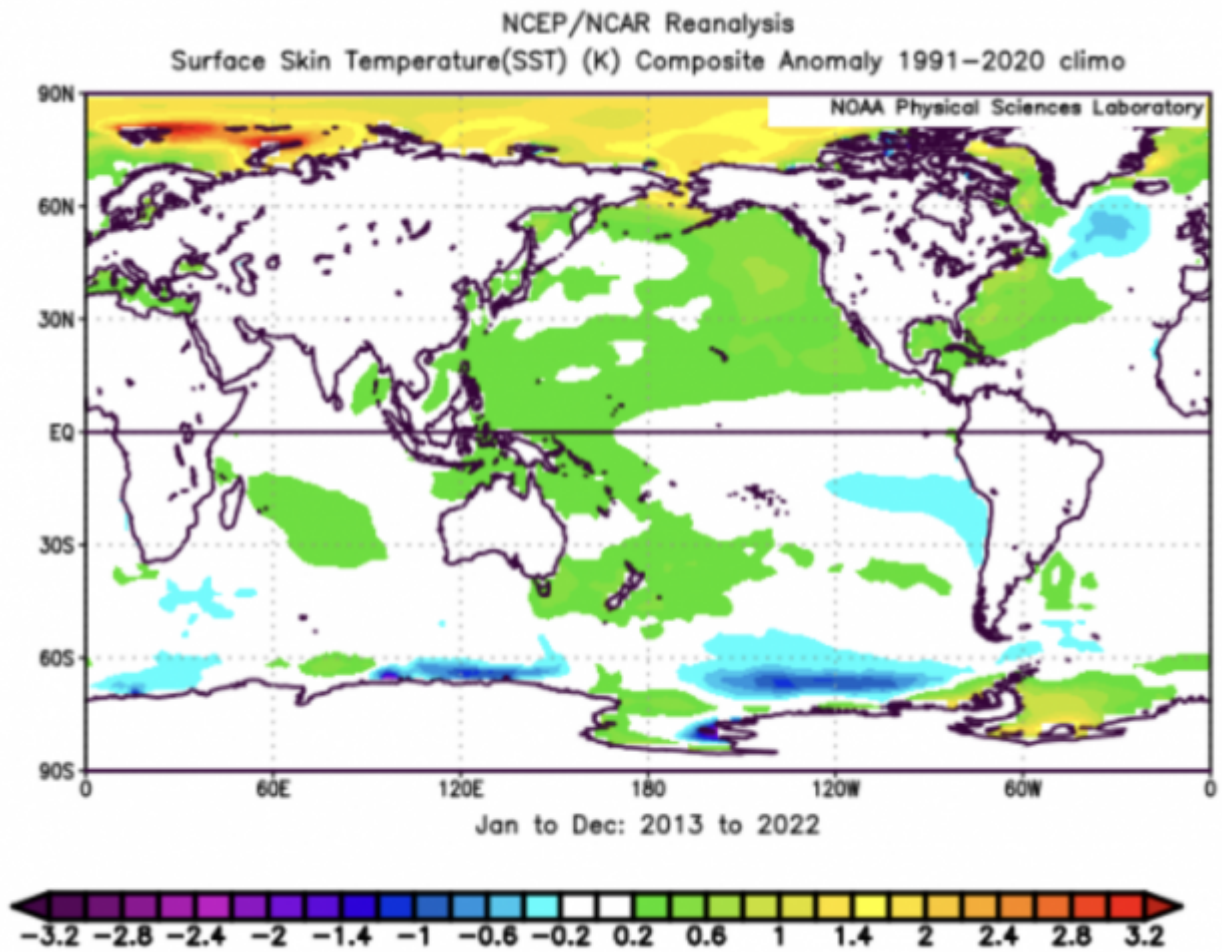 NCEP/NCAR Reanalysis
Surface Skin Temperature(SST) (K) Composite Anomaly 1991-2020 climo
NOAA Physical Sciences Laboratory
90N
60N
30N
EQ
30S
60S
90S
0 60E 120E 180 120W 60W 0
Jan to Dec: 2013 to 2022
-3.2 -2.8 -2.4 -2 -1.4 -1 -0.6 -0.2 0.2 0.6 1 1.4 2 2.4 2.8 3.2